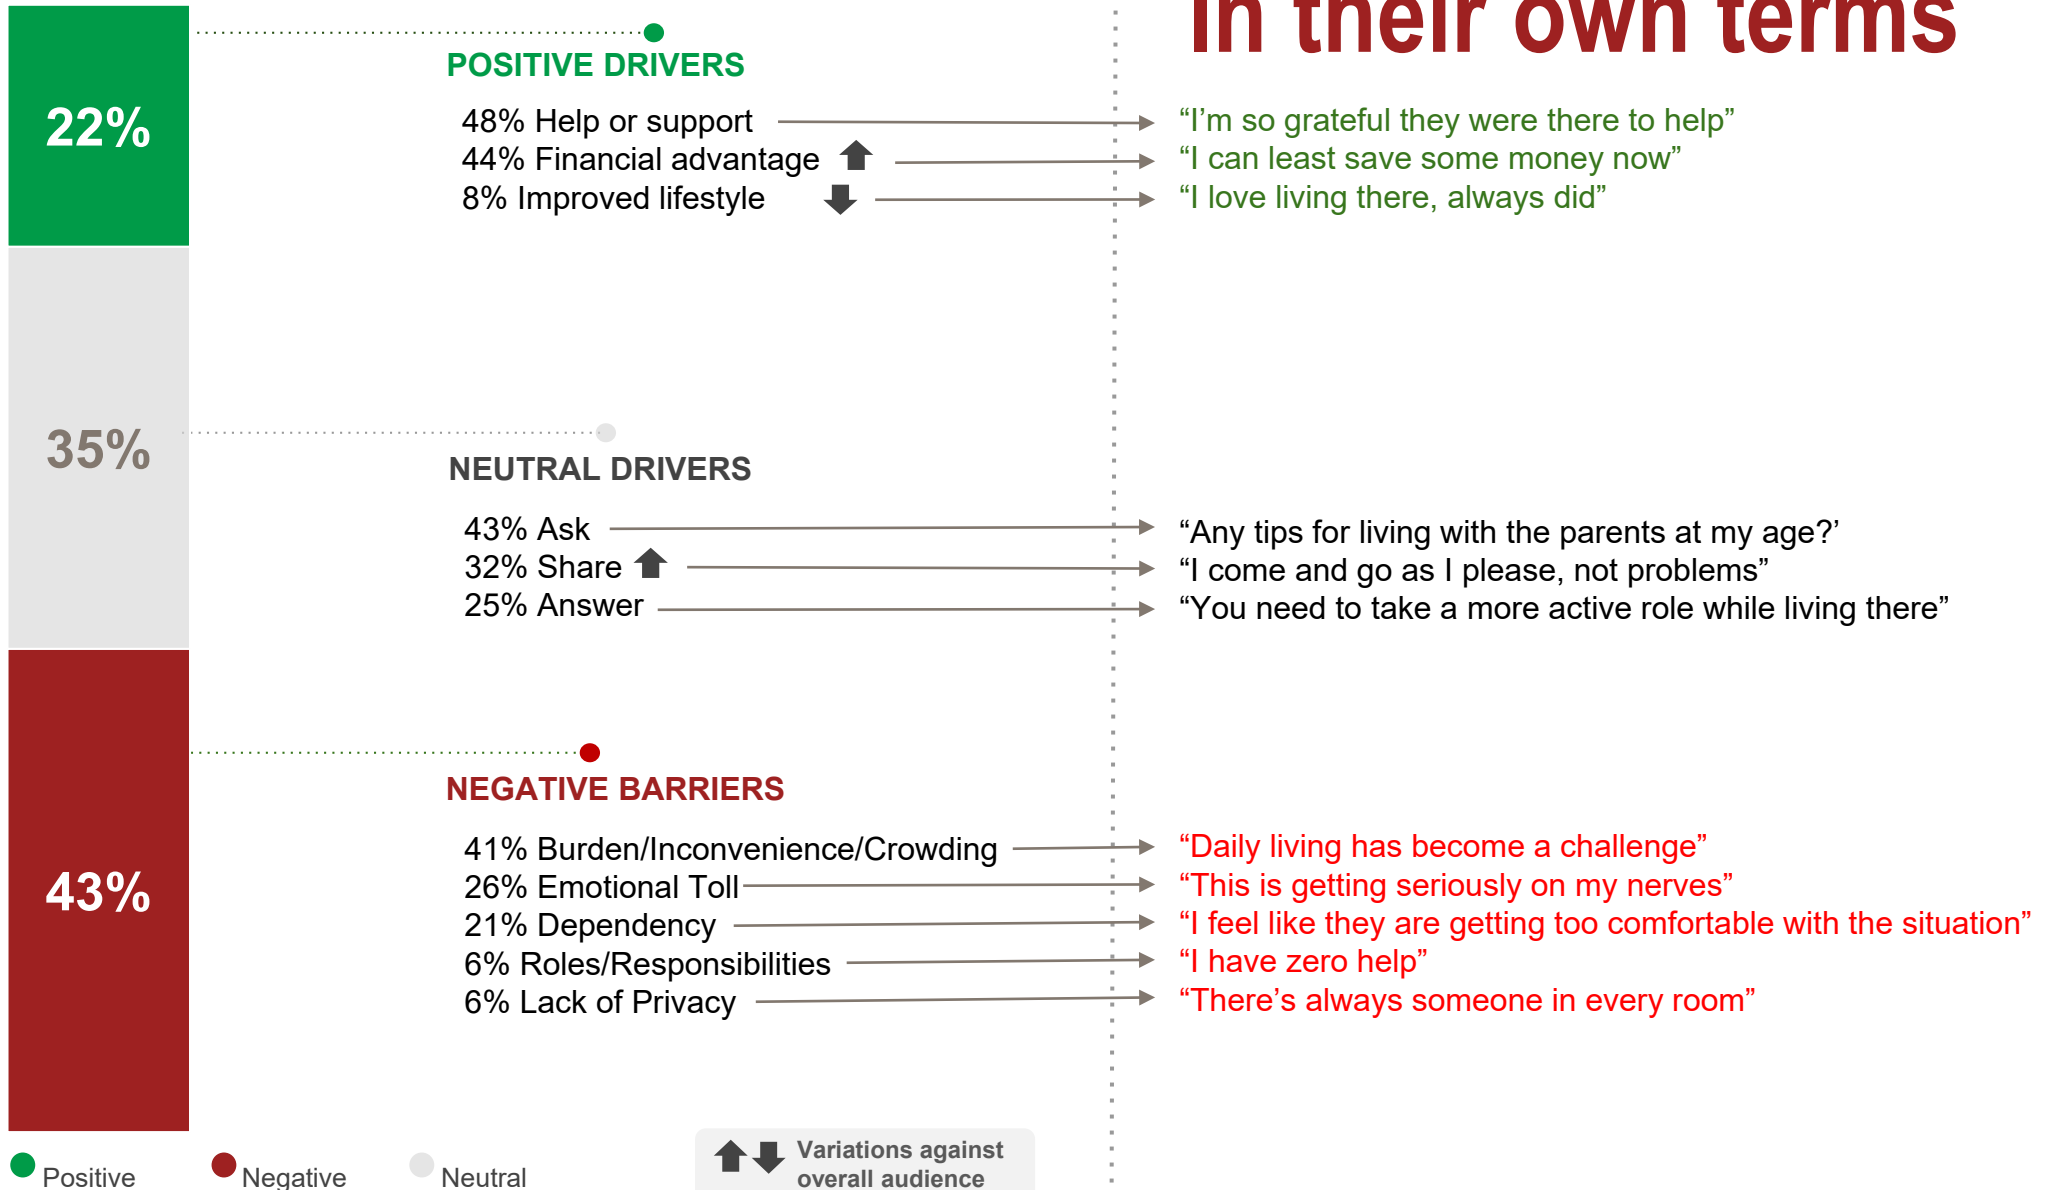 In their own terms
22%
POSITIVE DRIVERS
48% Help or support
“I’m so grateful they were there to help”
44% Financial advantage
“I can least save some money now”
8% Improved lifestyle
“I love living there, always did”
35%
NEUTRAL DRIVERS
43% Ask
“Any tips for living with the parents at my age?’
32% Share
“I come and go as I please, not problems”
25% Answer
“You need to take a more active role while living there”
43%
NEGATIVE BARRIERS
41% Burden/Inconvenience/Crowding
“Daily living has become a challenge”
26% Emotional Toll
“This is getting seriously on my nerves”
21% Dependency
“I feel like they are getting too comfortable with the situation”
6% Roles/Responsibilities
“I have zero help”
6% Lack of Privacy
“There’s always someone in every room”
Positive
Negative
Neutral
Variations against
overall audience